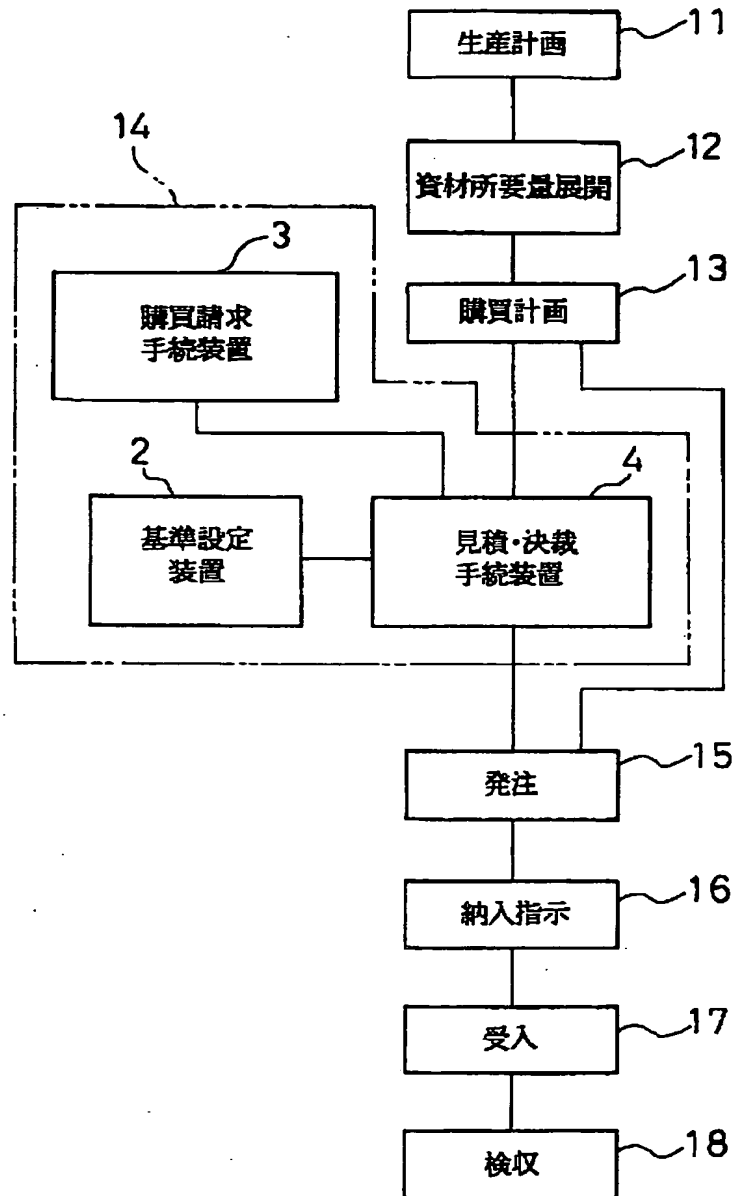 11
生産計画
14
12
資材所要量展開
3
13
購買請求
手続装置
購買計画
2
4
基準設定
装置
見積・決裁
手続装置
15
発注
16
納入指示
17
受入
18
検収